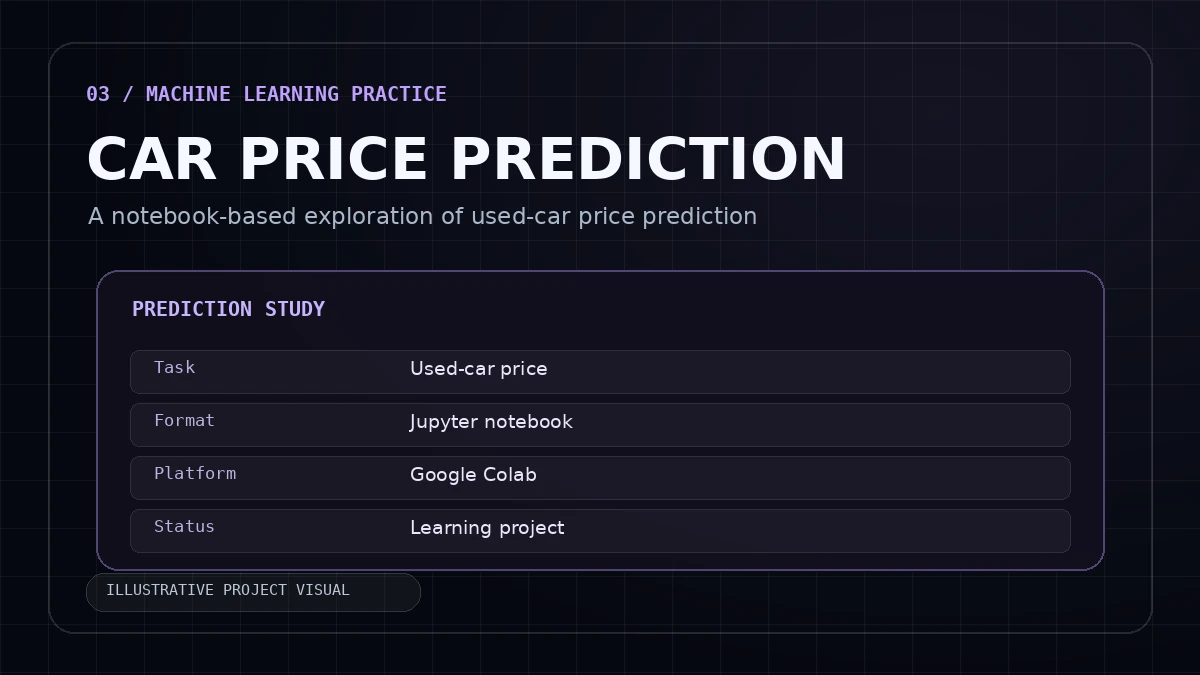 03 / MACHINE LEARNING PRACTICE
CAR PRICE PREDICTION
A notebook-based exploration of used-car price prediction
PREDICTION STUDY
Task Used-car price
Format Jupyter notebook
Platform Google Colab
Status Learning project
ILLUSTRATIVE PROJECT VISUAL